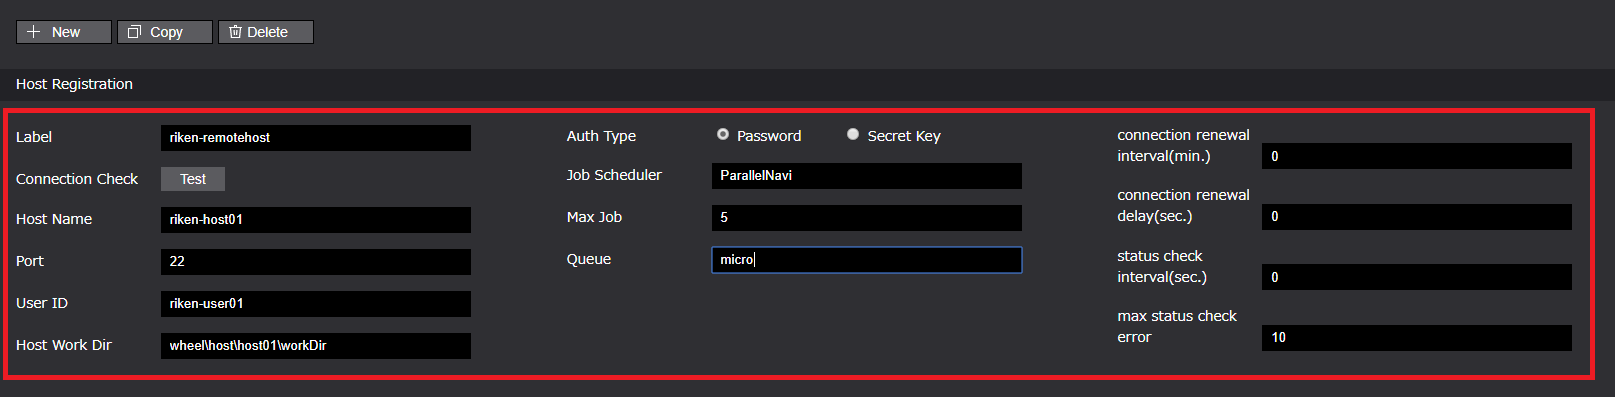 New Copy Delete
Host Registration
Label riken-remotehost
Connection Check Test
Host Name riken-host01
Port 22
User ID riken-user01
Host Work Dir wheel\host\host01\workDir
Auth Type Password Secret Key
Job Scheduler ParallelNavi
Max Job 5
Queue micro
connection renewal
interval(min.) 0
connection renewal
delay(sec.) 0
status check
interval(sec.) 0
max status check
error 10